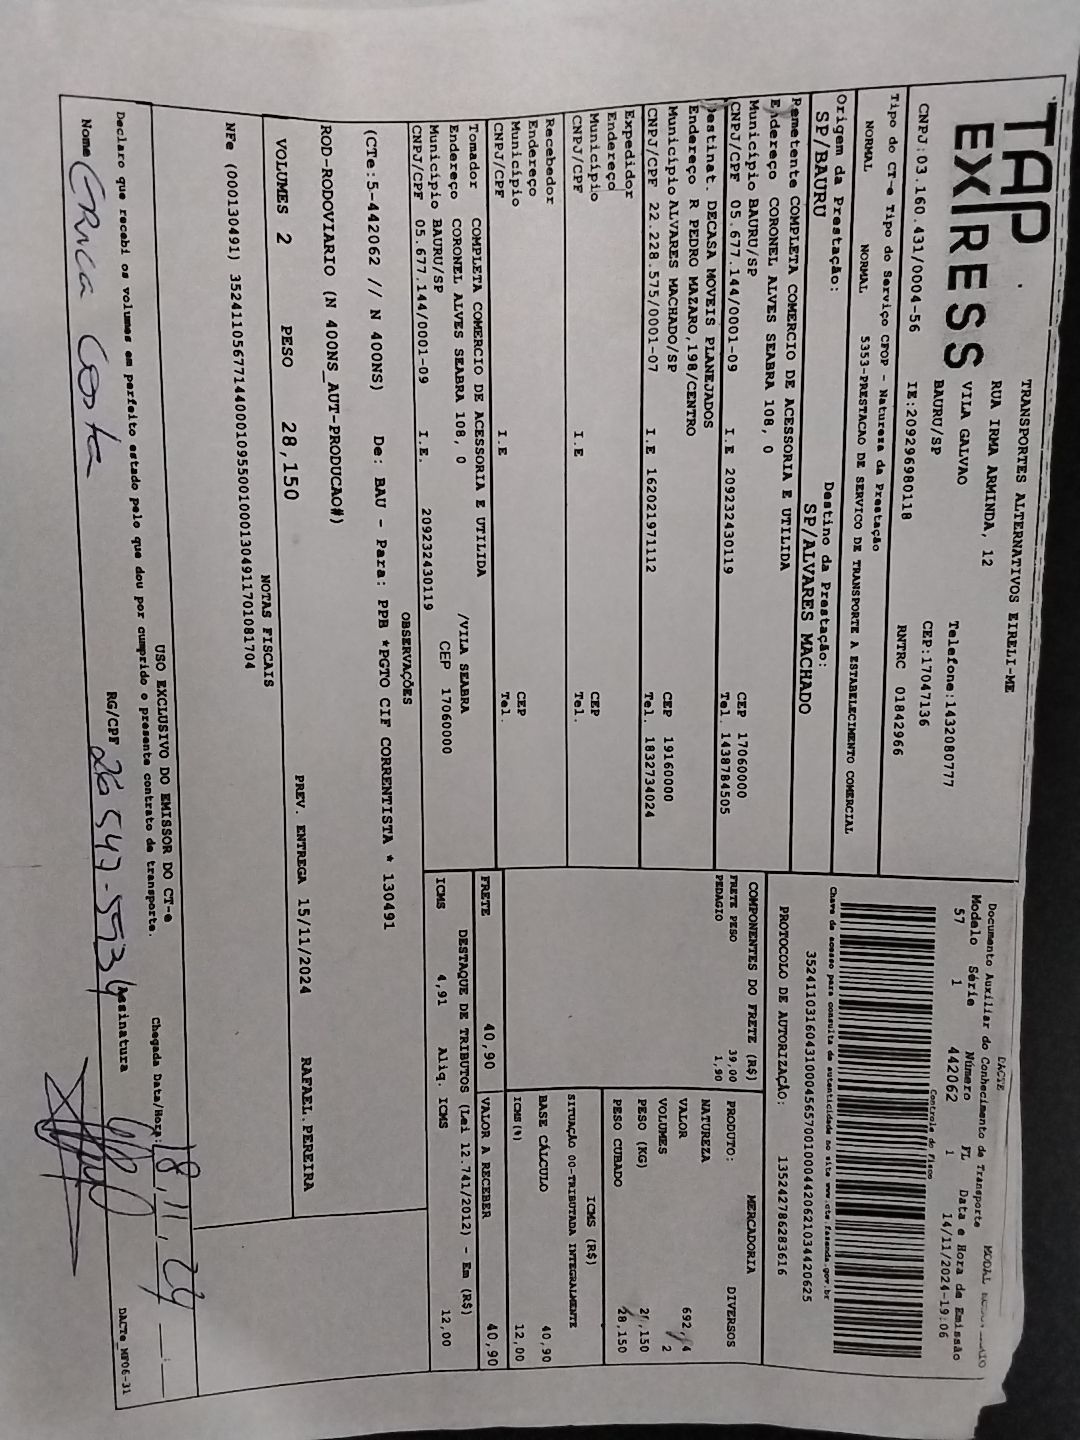 TAP
EXPRESS
TRANSPORTES ALTERNATIVOS EIRELI-ME
RUA IRMA ARMINDA, 12
VILA GALVAO
BAURU/SP
Telefone:1432080777
CEP:17047136
CNPJ:03.160.431/0004-56 IE:209296980118 RNTRC 01842966
DACTE
Documento Auxiliar do Conhecimento de Transporte MODAL
Modelo Série Número FL Data e Hora de Emissão
57 1 442062 1 14/11/2024-19:06
Controle do Fisco
Chave de acesso para consulta de autenticidade no site www.cte.fazenda.gov.br
35241103160431000456570010004420621034420625
PROTOCOLO DE AUTORIZAÇÃO: 135242786283616
Tipo do CT-e Tipo do Serviço CFOP - Natureza da Prestação
NORMAL NORMAL 5353-PRESTACAO DE SERVICO DE TRANSPORTE A ESTABELECIMENTO COMERCIAL
Origem da Prestação: Destino da Prestação:
SP/BAURU SP/ALVARES MACHADO
Remetente COMPLETA COMERCIO DE ACESSORIA E UTILIDA
Endereço CORONEL ALVES SEABRA 108, 0
Município BAURU/SP CEP 17060000
CNPJ/CPF 05.677.144/0001-09 I.E 209232430119 Tel. 1438784505
Destinat. DECASA MOVEIS PLANEJADOS
Endereço R PEDRO MAZARO,198/CENTRO
Município ALVARES MACHADO/SP CEP 19160000
CNPJ/CPF 22.228.575/0001-07 I.E 162021971112 Tel. 1832734024
Expedidor
Endereço
Município CEP
CNPJ/CPF I.E Tel.
Recebedor
Endereço
Município CEP
CNPJ/CPF I.E Tel.
Tomador COMPLETA COMERCIO DE ACESSORIA E UTILIDA
Endereço CORONEL ALVES SEABRA 108, 0 /VILA SEABRA
Município BAURU/SP CEP 17060000
CNPJ/CPF 05.677.144/0001-09 I.E. 209232430119
COMPONENTES DO FRETE (R$)
FRETE PESO 39,00
PEDAGIO 1,90
MERCADORIA
PRODUTO: DIVERSOS
NATUREZA
VALOR
VOLUMES 2
PESO (KG)
PESO CUBADO 28,150
ICMS (R$)
SITUAÇÃO 00-TRIBUTADA INTEGRALMENTE
BASE CÁLCULO 40,90
ICMS(%) 12,00
FRETE 40,90 VALOR A RECEBER 40,90
DESTAQUE DE TRIBUTOS (Lei 12.741/2012) - Em (R$)
ICMS 4,91 Aliq. ICMS 12,00
OBSERVAÇÕES
(CTe:5-442062 // N 400NS) De: BAU - Para: PPB *PGTO CIF CORRENTISTA * 130491
ROD-RODOVIARIO (N 400NS_AUT-PRODUCAO#)
VOLUMES 2 PESO 28,150 PREV. ENTREGA 15/11/2024 RAFAEL.PEREIRA
NOTAS FISCAIS
NFe (000130491) 35241105677144000109550010001304911701081704
USO EXCLUSIVO DO EMISSOR DO CT-e
Declaro que recebi os volumes em perfeito estado pelo que dou por cumprido o presente contrato de transporte.
Chegada Data/Hora: 18,11,24 __:__
Nome Erica Costa RG/CPF 26 547-5534 Assinatura
DACTe_MF06-31